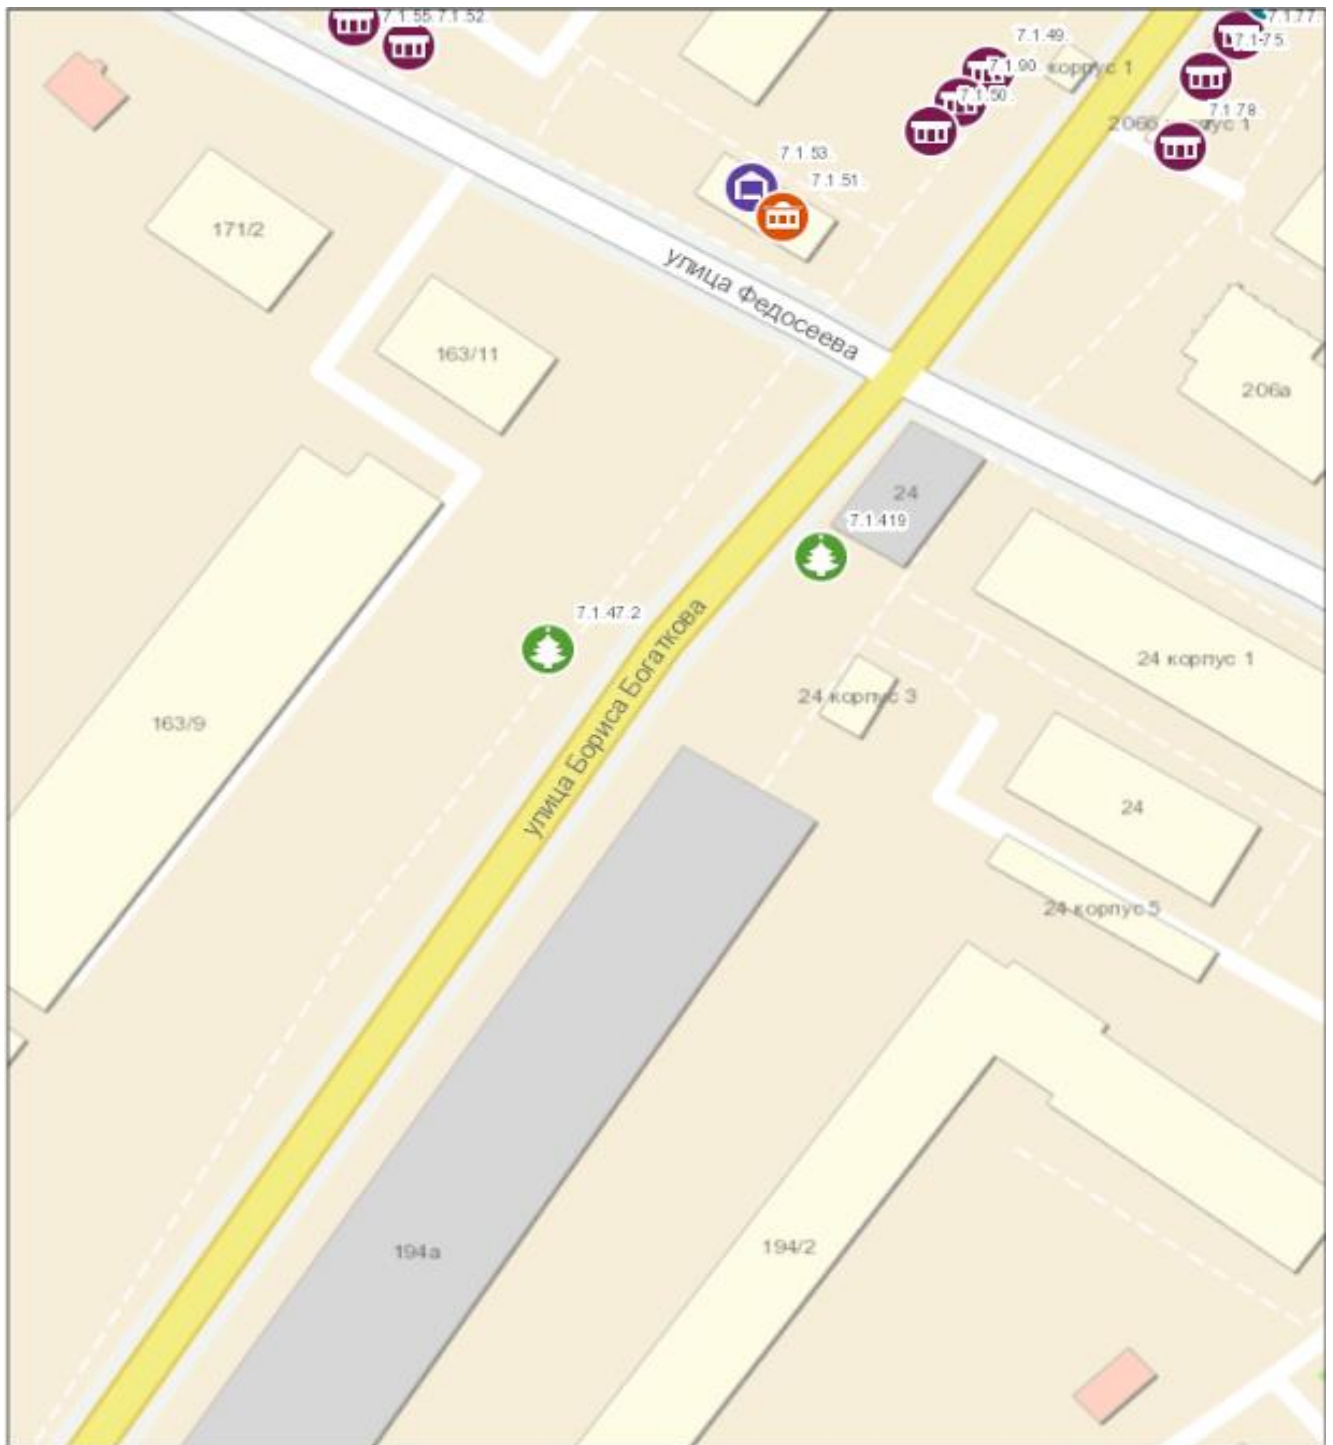 7.1.55.
7.1.52.
7.1.77.
7.1.49.
7.1.75.
7.1.90.
корпус 1
7.1.50.
7.1.78.
7.1.53.
7.1.51.
171/2
улица Федосеева
163/11
206а
24
7.1.419
7.1.47.2
улица Бориса Богаткова
24 корпус 1
24 корпус 3
163/9
24
24 корпус 5
194а
194/2